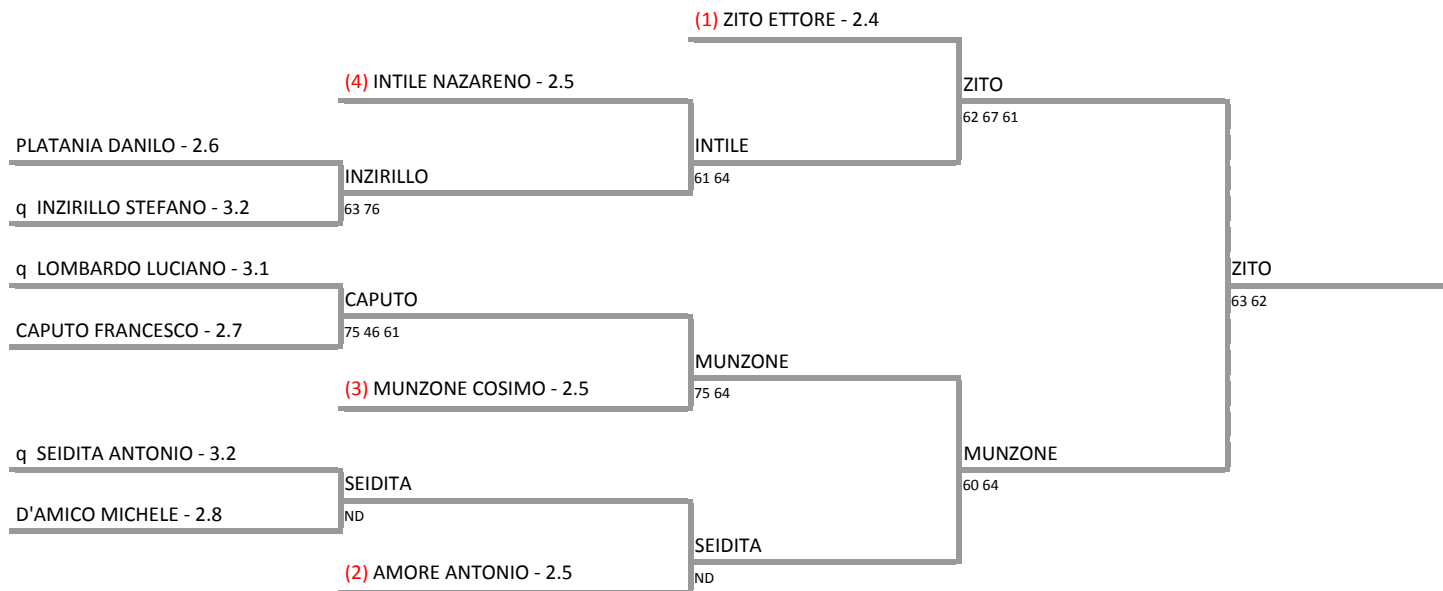 (1) ZITO ETTORE - 2.4
(4) INTILE NAZARENO - 2.5
ZITO
62 67 61
PLATANIA DANILO - 2.6
INTILE
61 64
INZIRILLO
63 76
q INZIRILLO STEFANO - 3.2
q LOMBARDO LUCIANO - 3.1
ZITO
63 62
CAPUTO
75 46 61
CAPUTO FRANCESCO - 2.7
MUNZONE
75 64
(3) MUNZONE COSIMO - 2.5
q SEIDITA ANTONIO - 3.2
MUNZONE
60 64
SEIDITA
ND
D'AMICO MICHELE - 2.8
SEIDITA
ND
(2) AMORE ANTONIO - 2.5